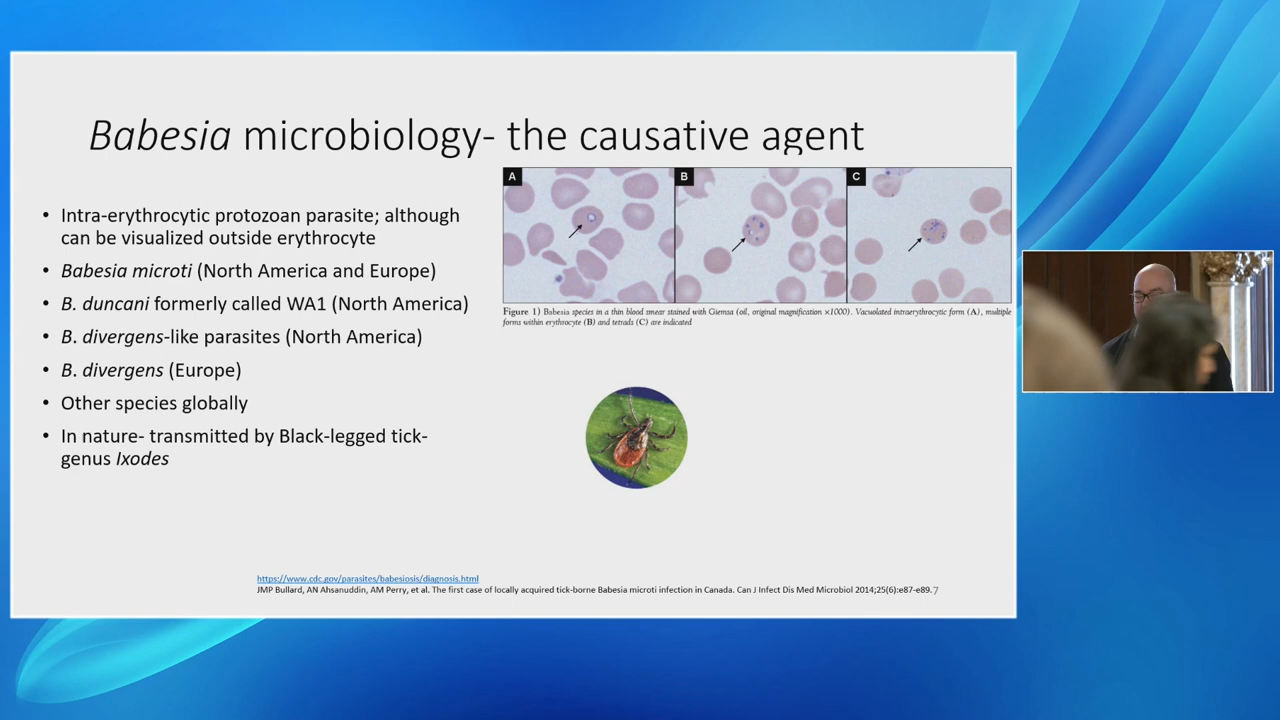 Babesia microbiology- the causative agent
• Intra-erythrocytic protozoan parasite; although
can be visualized outside erythrocyte
• Babesia microti (North America and Europe)
• B. duncani formerly called WA1 (North America)
• B. divergens-like parasites (North America)
• B. divergens (Europe)
• Other species globally
• In nature- transmitted by Black-legged tick-
genus Ixodes
A
B
C
Figure 1) Babesia species in a thin blood smear stained with Giemsa (oil, original magnification ×1000). Vacuolated intraerythrocytic form (A), multiple
forms within erythrocyte (B) and tetrads (C) are indicated
https://www.cdc.gov/parasites/babesiosis/diagnosis.html
JMP Bullard, AN Ahsanuddin, AM Perry, et al. The first case of locally acquired tick-borne Babesia microti infection in Canada. Can J Infect Dis Med Microbiol 2014;25(6):e87-e89.
7